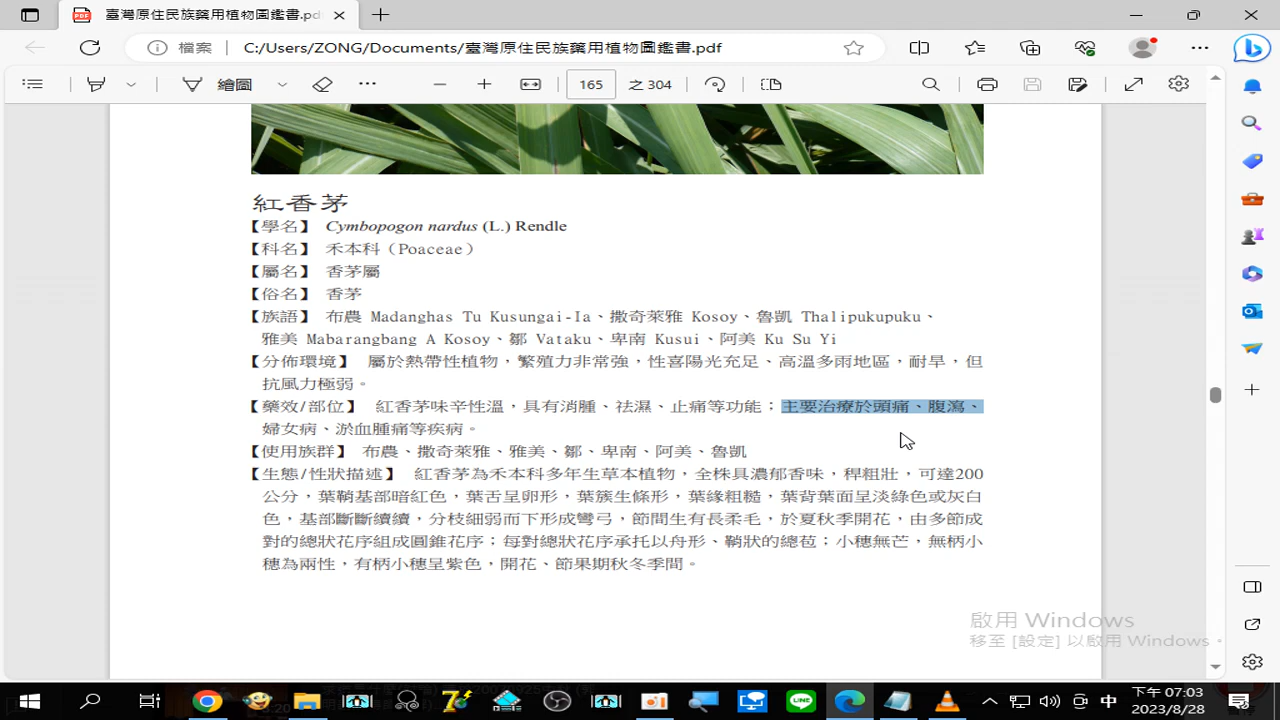 臺灣原住民族藥用植物圖鑑書.pdf
檔案 C:/Users/ZONG/Documents/臺灣原住民族藥用植物圖鑑書.pdf
繪圖 165 之 304
紅香茅
【學名】 Cymbopogon nardus (L.) Rendle
【科名】 禾本科（Poaceae）
【屬名】 香茅屬
【俗名】 香茅
【族語】 布農 Madanghas Tu Kusungai-Ia、撒奇萊雅 Kosoy、魯凱 Thalipukupuku、
雅美 Mabarangbang A Kosoy、鄒 Vataku、卑南 Kusui、阿美 Ku Su Yi
【分佈環境】 屬於熱帶性植物，繁殖力非常強，性喜陽光充足、高溫多雨地區，耐旱，但
抗風力極弱。
【藥效/部位】 紅香茅味辛性溫，具有消腫、祛濕、止痛等功能；主要治療於頭痛、腹瀉、
婦女病、淤血腫痛等疾病。
【使用族群】 布農、撒奇萊雅、雅美、鄒、卑南、阿美、魯凱
【生態/性狀描述】 紅香茅為禾本科多年生草本植物，全株具濃郁香味，稈粗壯，可達200
公分，葉鞘基部暗紅色，葉舌呈卵形，葉簇生條形，葉緣粗糙，葉背葉面呈淡綠色或灰白
色，基部斷斷續續，分枝細弱而下形成彎弓，節間生有長柔毛，於夏秋季開花，由多節成
對的總狀花序組成圓錐花序；每對總狀花序承托以舟形、鞘狀的總苞；小穗無芒，無柄小
穗為兩性，有柄小穗呈紫色，開花、節果期秋冬季間。
啟用 Windows
移至 [設定] 以啟用 Windows。
中
下午 07:03
2023/8/28